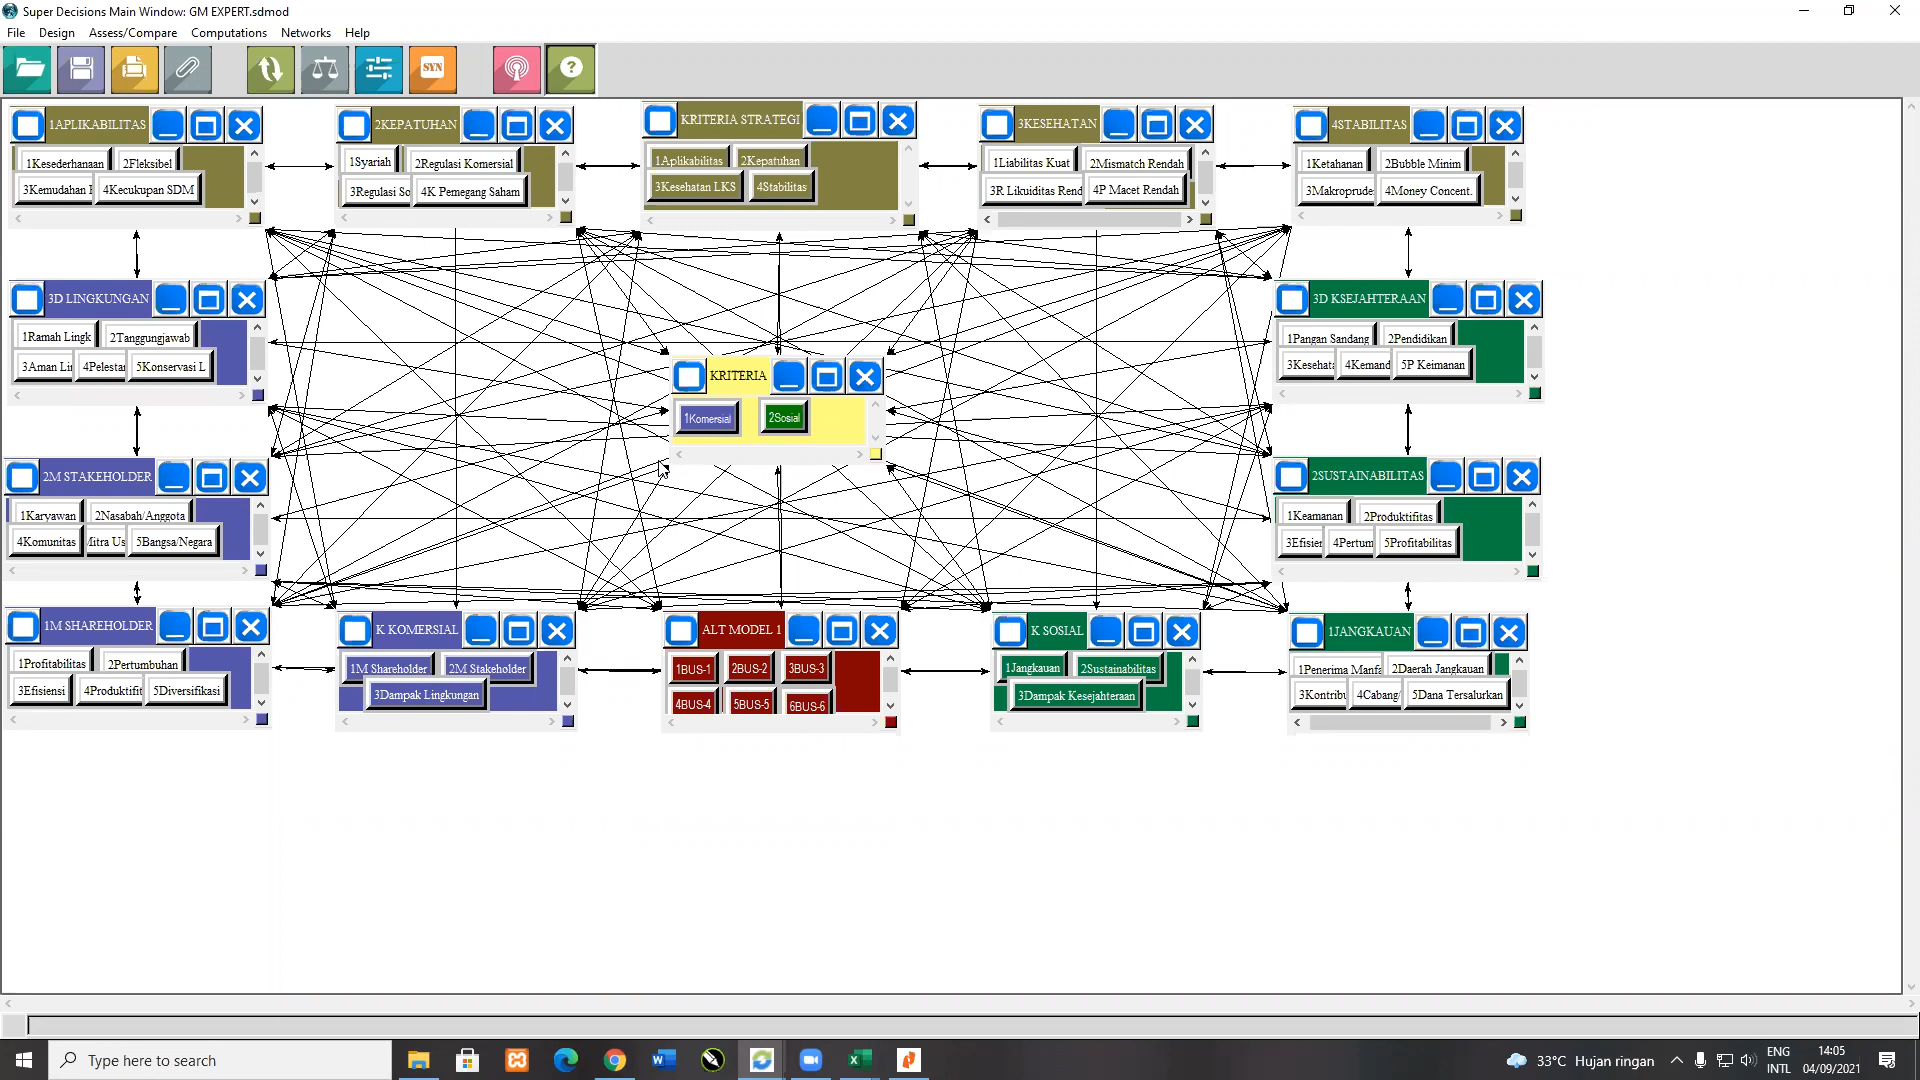 Super Decisions Main Window: GM EXPERT.sdmod
File Design Assess/Compare Computations Networks Help
SYN
1APLIKABILITAS
1Kesederhanaan 2Fleksibel
3Kemudahan 4Kecukupan SDM
2KEPATUHAN
1Syariah 2Regulasi Komersial
3Regulasi So 4K Pemegang Saham
KRITERIA STRATEGI
1Aplikabilitas 2Kepatuhan
3Kesehatan LKS 4Stabilitas
3KESEHATAN
1Liabilitas Kuat 2Mismatch Rendah
3R Likuiditas Rend 4P Macet Rendah
4STABILITAS
1Ketahanan 2Bubble Minim
3Makroprude 4Money Concent.
3D LINGKUNGAN
1Ramah Lingk 2Tanggungjawab
3Aman Lin 4Pelestar 5Konservasi L
KRITERIA
1Komersial 2Sosial
3D KSEJAHTERAAN
1Pangan Sandang 2Pendidikan
3Kesehata 4Kemand 5P Keimanan
2M STAKEHOLDER
1Karyawan 2Nasabah/Anggota
4Komunitas Mitra Us 5Bangsa/Negara
2SUSTAINABILITAS
1Keamanan 2Produktifitas
3Efisien 4Pertum 5Profitabilitas
1M SHAREHOLDER
1Profitabilitas 2Pertumbuhan
3Efisiensi 4Produktifit 5Diversifikasi
K KOMERSIAL
1M Shareholder 2M Stakeholder
3Dampak Lingkungan
ALT MODEL 1
1BUS-1 2BUS-2 3BUS-3
4BUS-4 5BUS-5 6BUS-6
K SOSIAL
1Jangkauan 2Sustainabilitas
3Dampak Kesejahteraan
1JANGKAUAN
1Penerima Manfa 2Daerah Jangkauan
3Kontribu 4Cabang/ 5Dana Tersalurkan
Type here to search
33°C Hujan ringan
ENG
INTL
14:05
04/09/2021